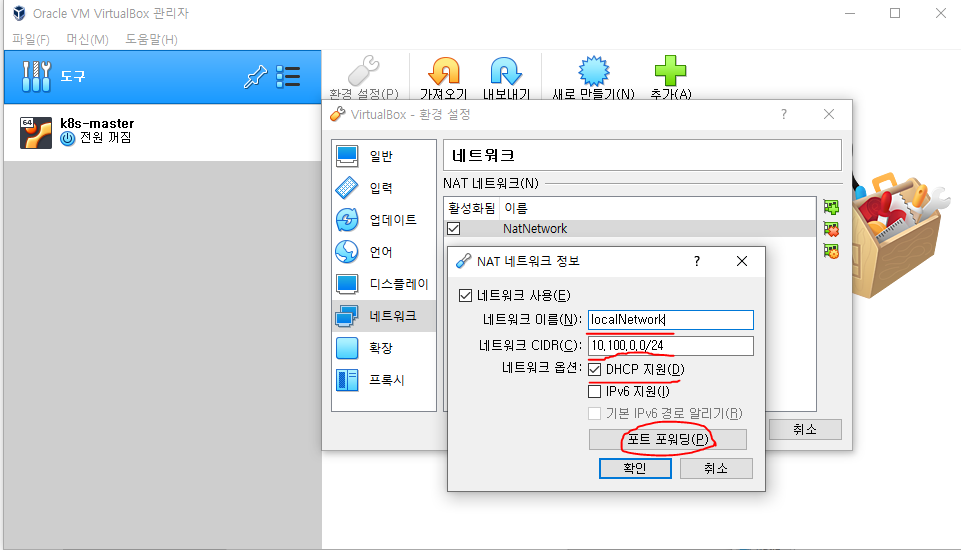 Oracle VM VirtualBox 관리자
파일(F) 머신(M) 도움말(H)
도구
환경 설정(P) 가져오기 내보내기 새로 만들기(N) 추가(A)
64
k8s-master
전원 꺼짐
VirtualBox - 환경 설정 ?
일반
입력
업데이트
언어
디스플레이
네트워크
확장
프록시
네트워크
NAT 네트워크(N)
활성화됨 이름
NatNetwork
NAT 네트워크 정보 ?
네트워크 사용(E)
네트워크 이름(N): localNetwork
네트워크 CIDR(C): 10,100,0,0/24
네트워크 옵션: DHCP 지원(D)
IPv6 지원(I)
기본 IPv6 경로 알리기(R)
포트 포워딩(P)
확인 취소
취소